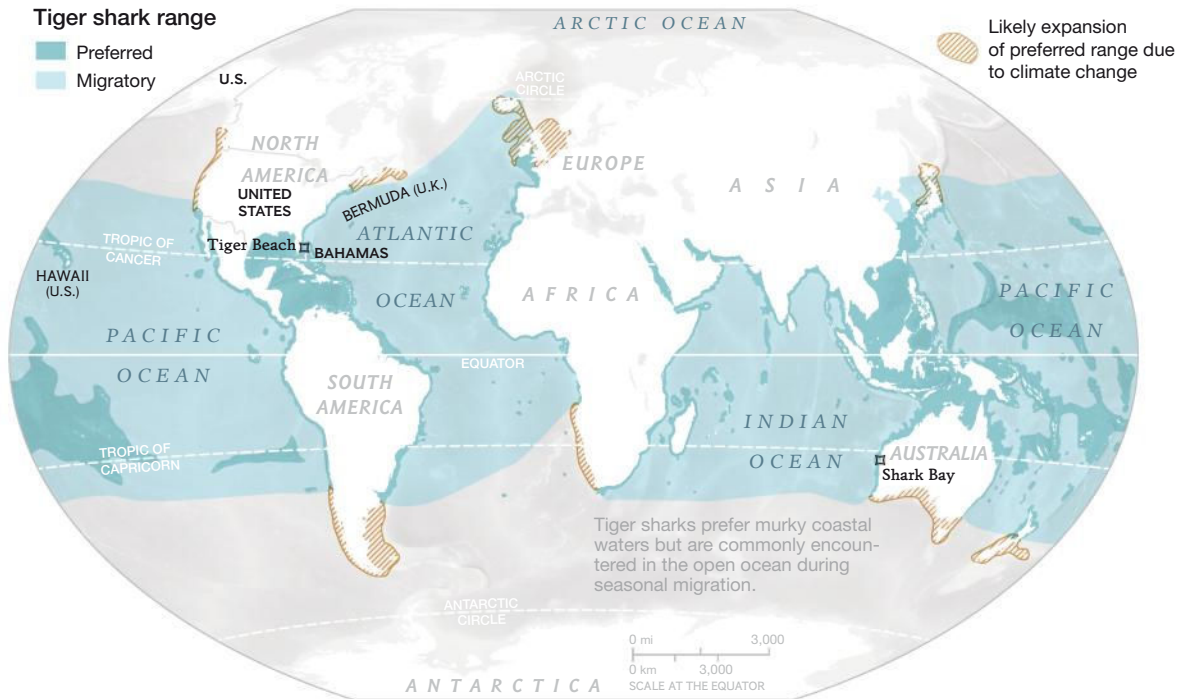 Tiger shark range
Preferred
Migratory
Likely expansion
of preferred range due
to climate change
ARCTIC OCEAN
U.S.
ARCTIC
CIRCLE
NORTH
AMERICA
UNITED
STATES
EUROPE
ASIA
BERMUDA (U.K.)
TROPIC OF
CANCER
Tiger Beach
BAHAMAS
ATLANTIC
OCEAN
HAWAII
(U.S.)
AFRICA
PACIFIC
OCEAN
PACIFIC
OCEAN
EQUATOR
SOUTH
AMERICA
INDIAN
OCEAN
TROPIC OF
CAPRICORN
AUSTRALIA
Shark Bay
Tiger sharks prefer murky coastal
waters but are commonly encoun-
tered in the open ocean during
seasonal migration.
ANTARCTIC
CIRCLE
0 mi 3,000
0 km 3,000
SCALE AT THE EQUATOR
ANTARCTICA